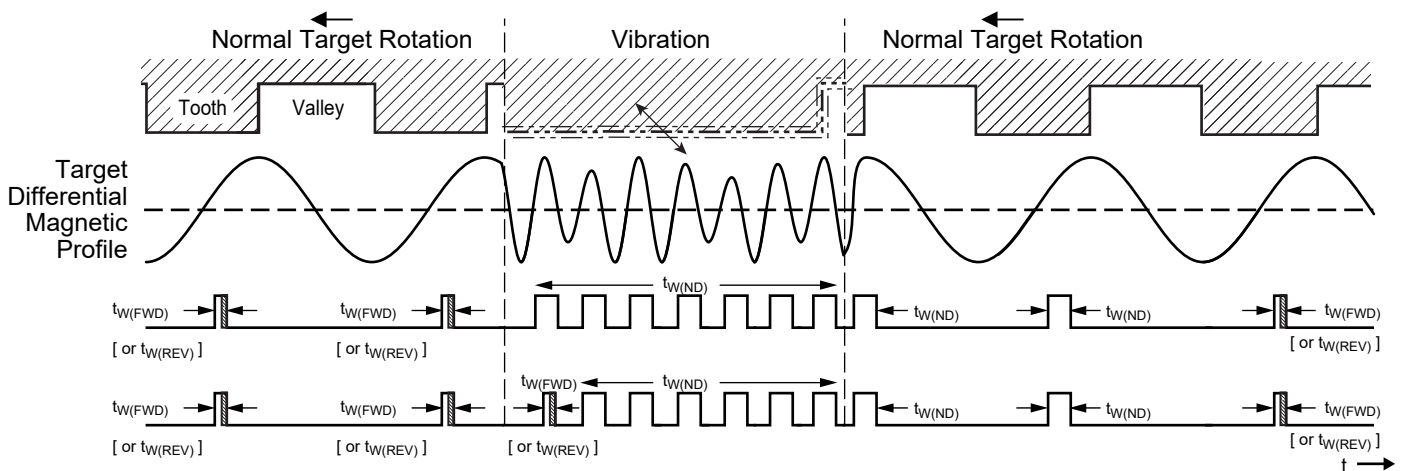 Normal Target Rotation
Vibration
Normal Target Rotation
Tooth
Valley
Target
Differential
Magnetic
Profile
tW(ND)
tW(FWD)
tW(FWD)
tW(ND)
tW(ND)
tW(FWD)
[ or tW(REV) ]
[ or tW(REV) ]
[ or tW(REV) ]
tW(FWD)
tW(ND)
tW(FWD)
tW(FWD)
tW(ND)
tW(ND)
tW(FWD)
[ or tW(REV) ]
[ or tW(REV) ]
[ or tW(REV) ]
[ or tW(REV) ]
t